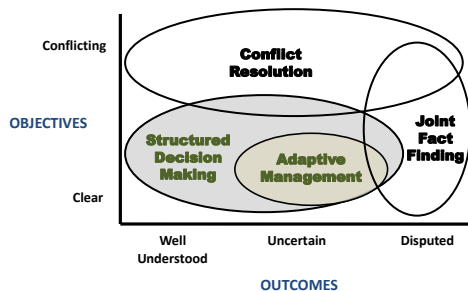 Conflicting
Conflict
Resolution
OBJECTIVES
Structured
Decision
Making
Adaptive
Management
Joint
Fact
Finding
Clear
Well
Understood
Uncertain
Disputed
OUTCOMES